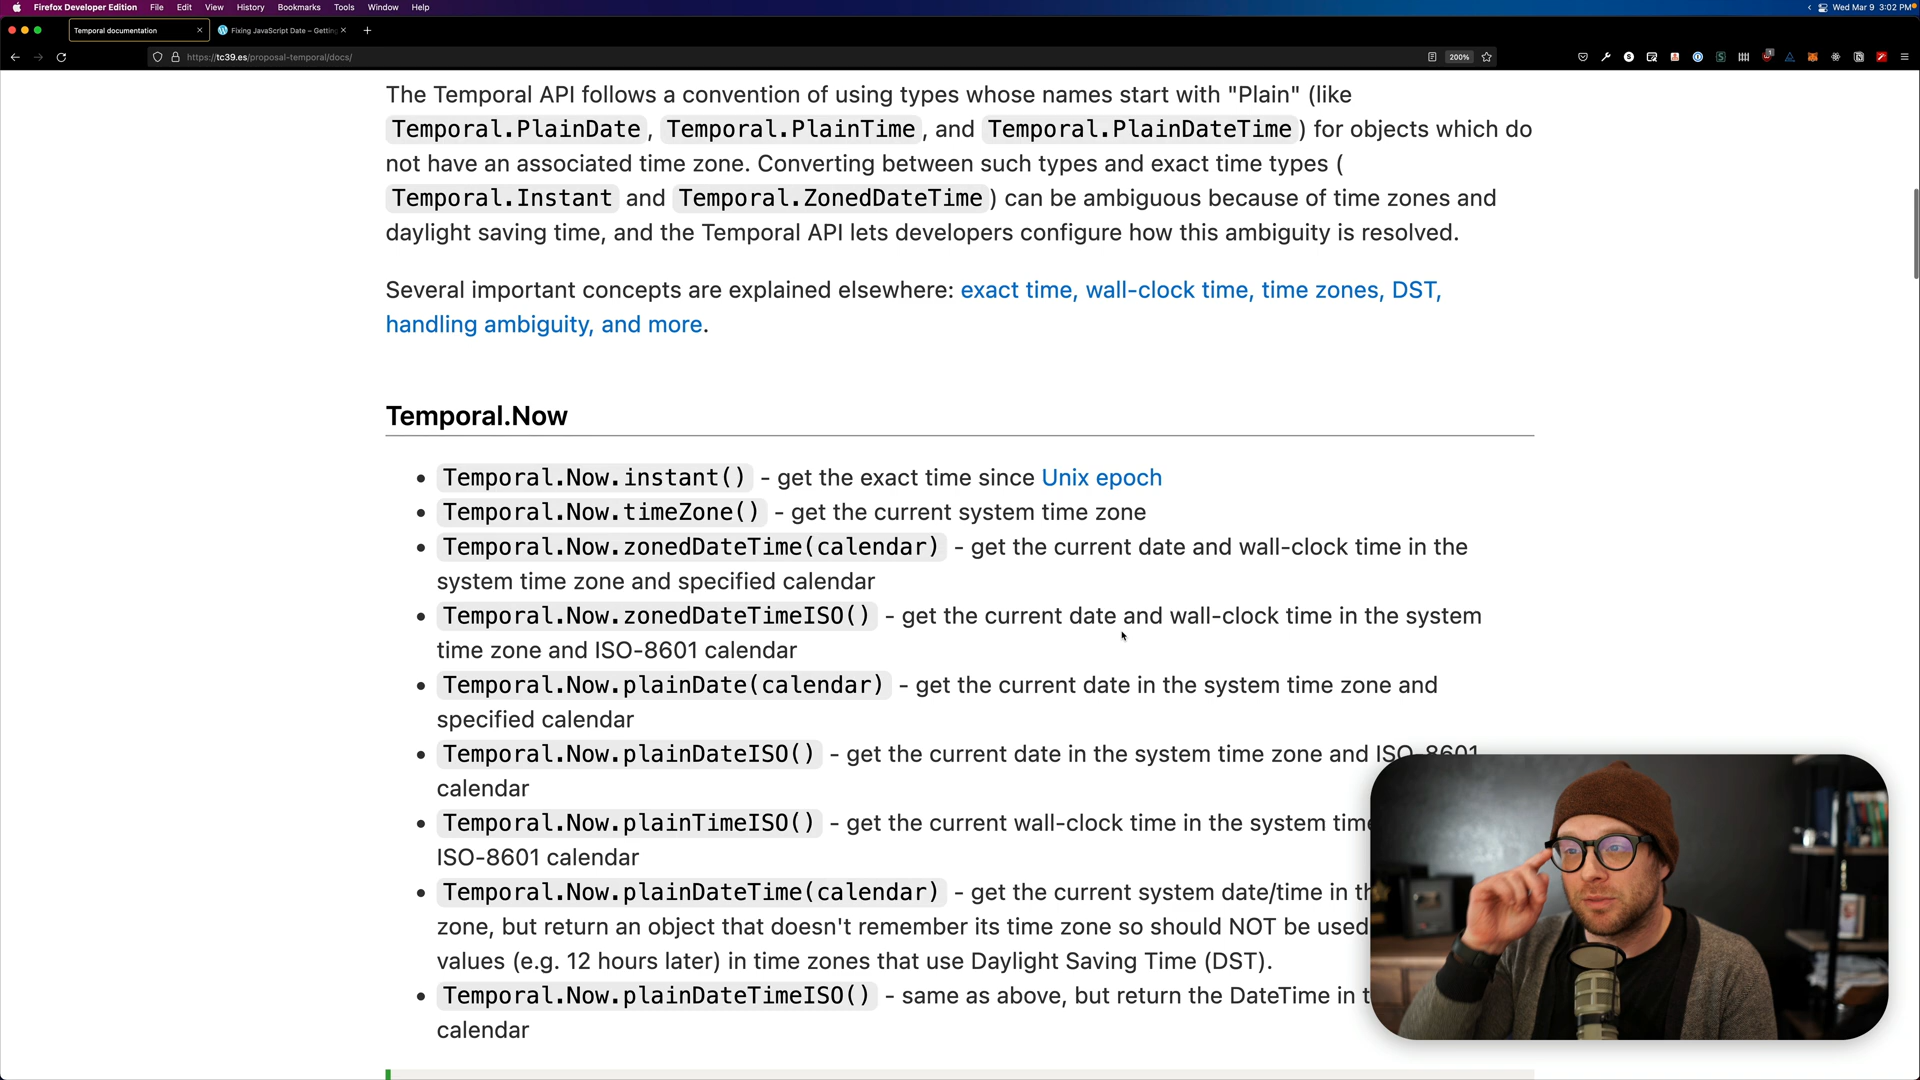 Firefox Developer Edition File Edit View History Bookmarks Tools Window Help Wed Mar 9 3:02 PM
Temporal documentation Fixing JavaScript Date – Getting
https://tc39.es/proposal-temporal/docs/ 200%
The Temporal API follows a convention of using types whose names start with "Plain" (like
Temporal.PlainDate, Temporal.PlainTime, and Temporal.PlainDateTime) for objects which do
not have an associated time zone. Converting between such types and exact time types (
Temporal.Instant and Temporal.ZonedDateTime) can be ambiguous because of time zones and
daylight saving time, and the Temporal API lets developers configure how this ambiguity is resolved.
Several important concepts are explained elsewhere: exact time, wall-clock time, time zones, DST,
handling ambiguity, and more.
Temporal.Now
• Temporal.Now.instant() - get the exact time since Unix epoch
• Temporal.Now.timeZone() - get the current system time zone
• Temporal.Now.zonedDateTime(calendar) - get the current date and wall-clock time in the
system time zone and specified calendar
• Temporal.Now.zonedDateTimeISO() - get the current date and wall-clock time in the system
time zone and ISO-8601 calendar
• Temporal.Now.plainDate(calendar) - get the current date in the system time zone and
specified calendar
• Temporal.Now.plainDateISO() - get the current date in the system time zone and ISO-8601
calendar
• Temporal.Now.plainTimeISO() - get the current wall-clock time in the system time
ISO-8601 calendar
• Temporal.Now.plainDateTime(calendar) - get the current system date/time in
zone, but return an object that doesn't remember its time zone so should NOT be used
values (e.g. 12 hours later) in time zones that use Daylight Saving Time (DST).
• Temporal.Now.plainDateTimeISO() - same as above, but return the DateTime in
calendar